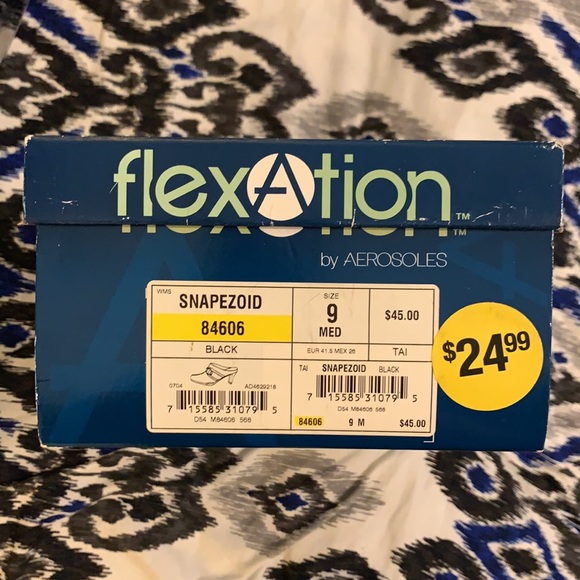 flexAtion™
flexAtion™
by AEROSOLES
WMS
SNAPEZOID
84606
BLACK
SIZE
9
MED
$45.00
EUR 41.5 MEX 26
TAI
0704 AD4629218
7 15585 31079 5
D54 M84606 568
TAI SNAPEZOID BLACK
7 15585 31079 5
D54 M84606 568
84606 9 M $45.00
$24.99